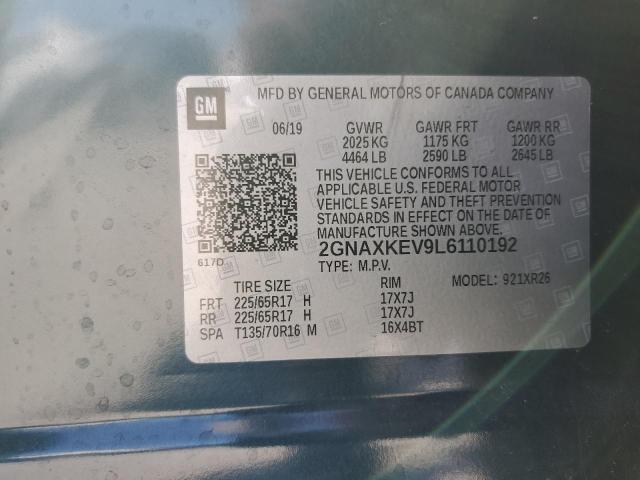 GM
MFD BY GENERAL MOTORS OF CANADA COMPANY
06/19 GVWR GAWR FRT GAWR RR
2025 KG 1175 KG 1200 KG
4464 LB 2590 LB 2645 LB
THIS VEHICLE CONFORMS TO ALL
APPLICABLE U.S. FEDERAL MOTOR
VEHICLE SAFETY AND THEFT PREVENTION
STANDARDS IN EFFECT ON THE DATE OF
MANUFACTURE SHOWN ABOVE.
617D 2GNAXKEV9L6110192
TYPE: M.P.V.
TIRE SIZE RIM MODEL: 921XR26
FRT 225/65R17 H 17X7J
RR 225/65R17 H 17X7J
SPA T135/70R16 M 16X4BT